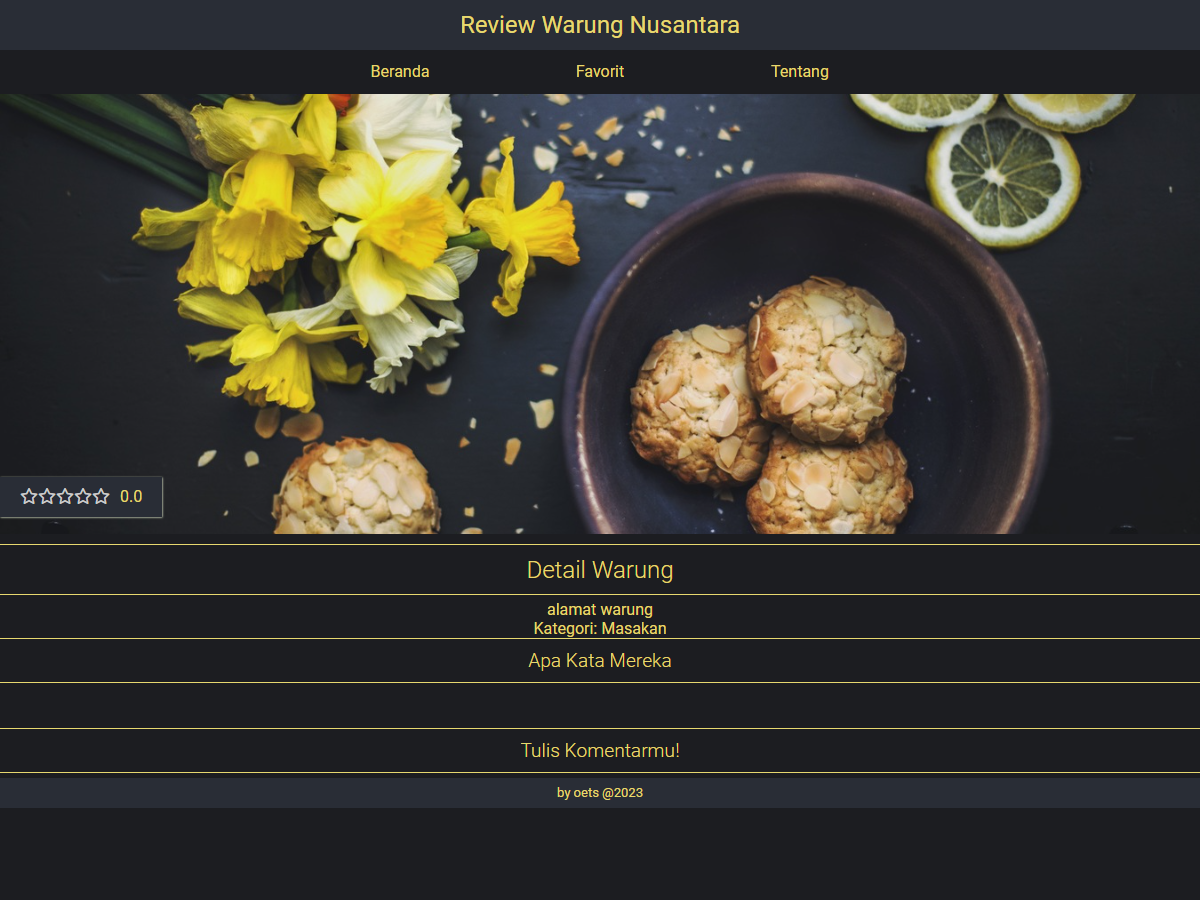 Review Warung Nusantara
Beranda Favorit Tentang
0.0
Detail Warung
alamat warung
Kategori: Masakan
Apa Kata Mereka
Tulis Komentarmu!
by oets @2023